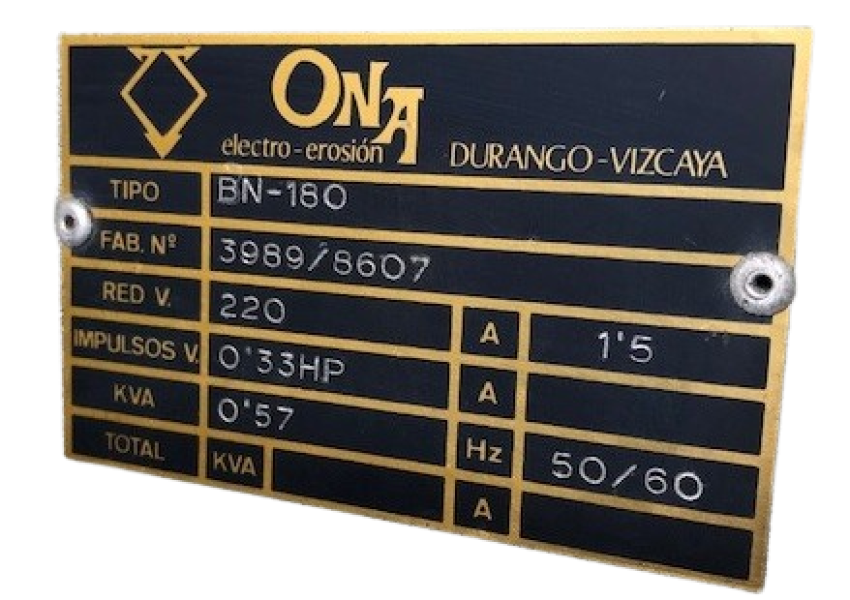 ONA
electro-erosión DURANGO-VIZCAYA
TIPO BN-180
FAB. Nº 3989/8607
RED V. 220 A 1'5
IMPULSOS V. 0'33HP A
KVA 0'57 Hz 50/60
TOTAL KVA A